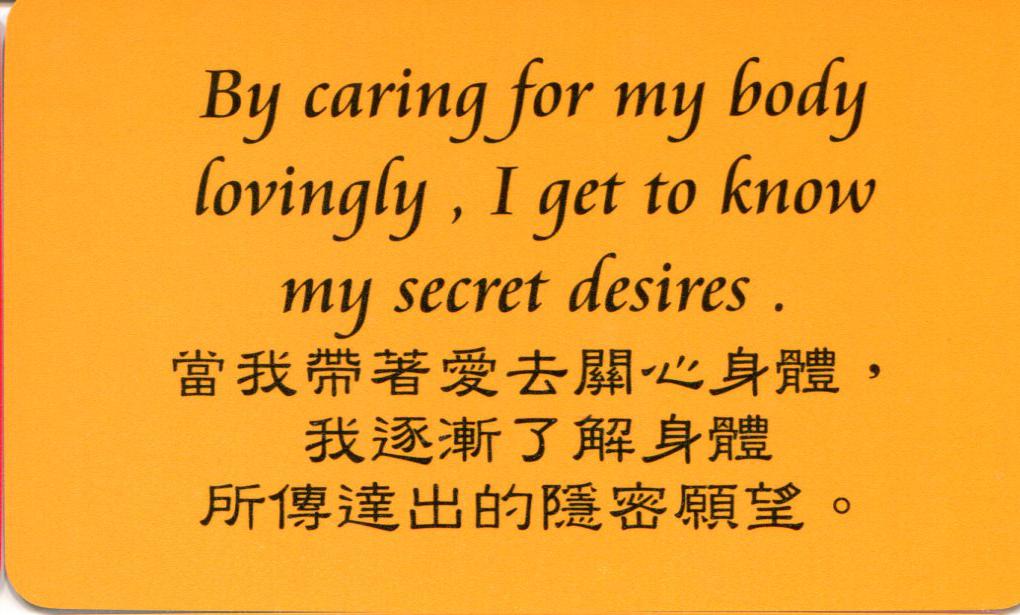 By caring for my body
lovingly , I get to know
my secret desires .
當我帶著愛去關心身體，
我逐漸了解身體
所傳達出的隱密願望。